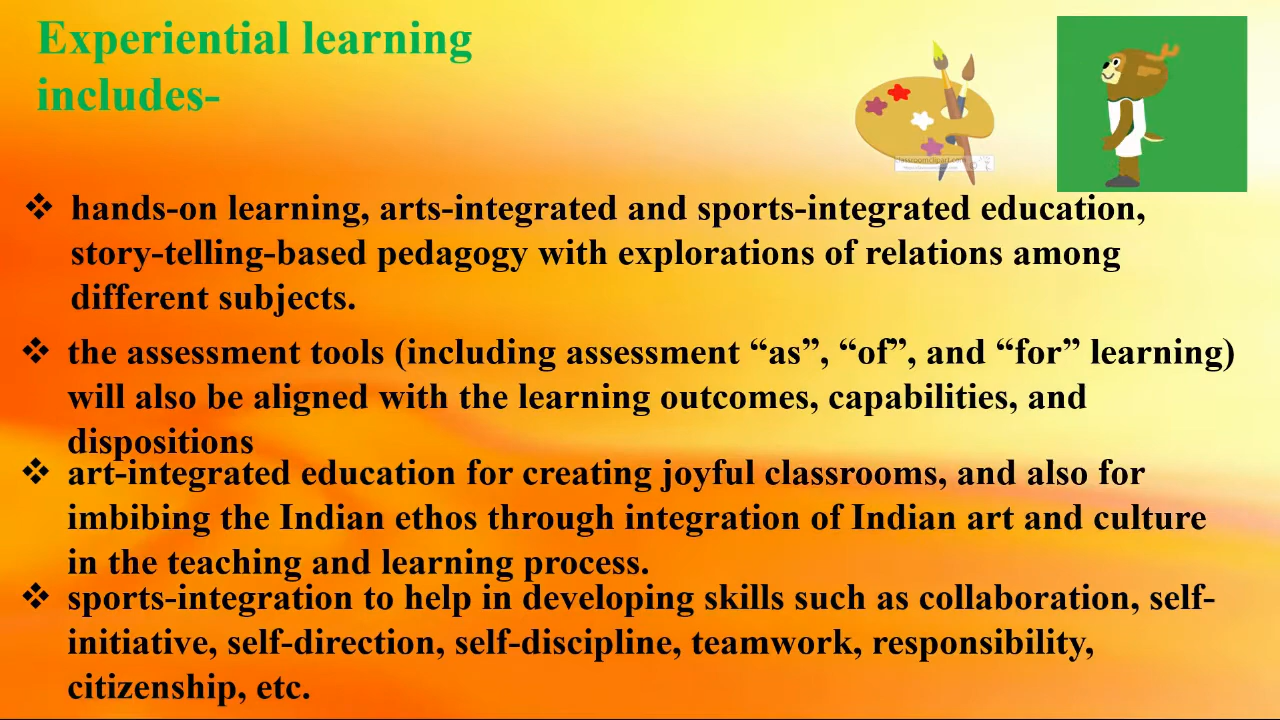 Experiential learning
includes-
classroomclipart.com
❖ hands-on learning, arts-integrated and sports-integrated education,
story-telling-based pedagogy with explorations of relations among
different subjects.
❖ the assessment tools (including assessment “as”, “of”, and “for” learning)
will also be aligned with the learning outcomes, capabilities, and
dispositions
❖ art-integrated education for creating joyful classrooms, and also for
imbibing the Indian ethos through integration of Indian art and culture
in the teaching and learning process.
❖ sports-integration to help in developing skills such as collaboration, self-
initiative, self-direction, self-discipline, teamwork, responsibility,
citizenship, etc.